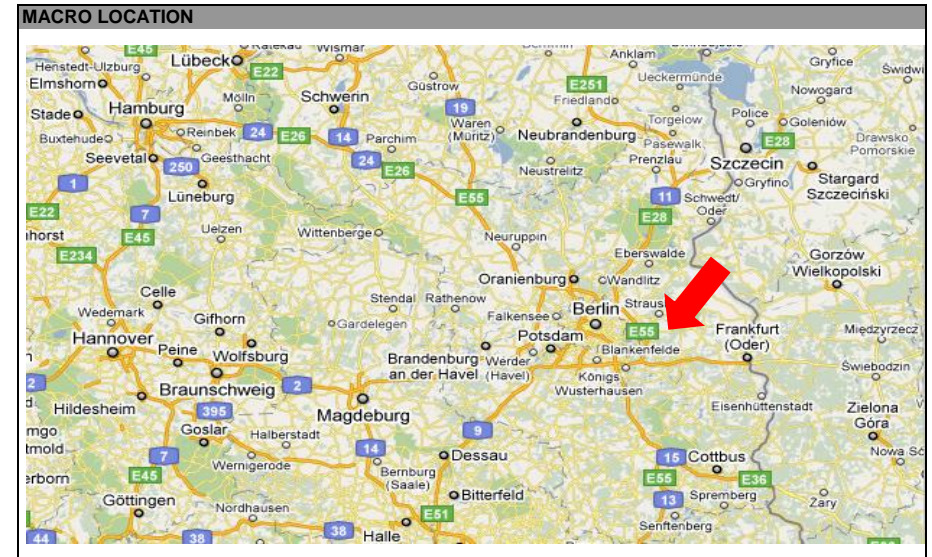 MACRO LOCATION
E45
Wismar
Anklam
Gryfice
Henstedt-Ulzburg
Lübeck
E22
Elmshorn
Güstrow
E251
Ueckermünde
Nowogard
Mölln
Schwerin
19
Friedland
Stade
Hamburg
Waren
(Müritz)
Torgelow
Police
Goleniów
Buxtehude
Reinbek
24
E26
14
Parchim
Neubrandenburg
Pasewalk
E28
Drawsko
Pomorskie
Seevetal
250
Geesthacht
24
E26
Neustrelitz
Prenzlau
Szczecin
1
Lüneburg
E55
11
Schwedt/
Oder
Gryfino
Stargard
Szczeciński
E22
7
E28
E45
Uelzen
Wittenberge
Neuruppin
E234
Eberswalde
Gorzów
Wielkopolski
Celle
Oranienburg
Wandlitz
Wedemark
Gifhorn
Stendal
Rathenow
Berlin
Gardelegen
Falkensee
E55
Frankfurt
(Oder)
Międzyrzecz
Hannover
Peine
Wolfsburg
Potsdam
Blankenfelde
Brandenburg
an der Havel
Werder
(Havel)
Świebodzin
2
Braunschweig
2
Königs
Wusterhausen
Hildesheim
395
Magdeburg
Eisenhüttenstadt
Zielona
Góra
Goslar
Halberstadt
9
7
Wernigerode
14
Dessau
15
Cottbus
E45
Bernburg
(Saale)
E55
E36
Göttingen
Nordhausen
Bitterfeld
13
Spremberg
Żary
E51
Senftenberg
44
38
38
Halle